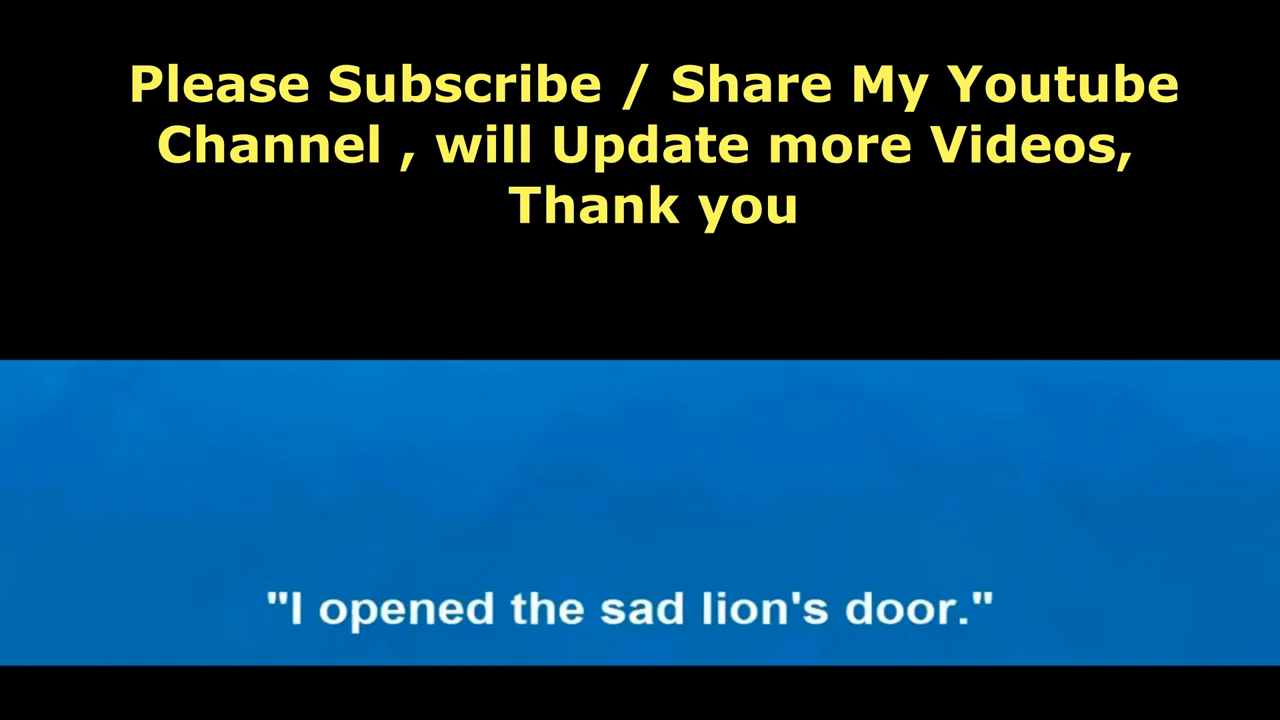 Please Subscribe / Share My Youtube
Channel , will Update more Videos,
Thank you
"I opened the sad lion's door."